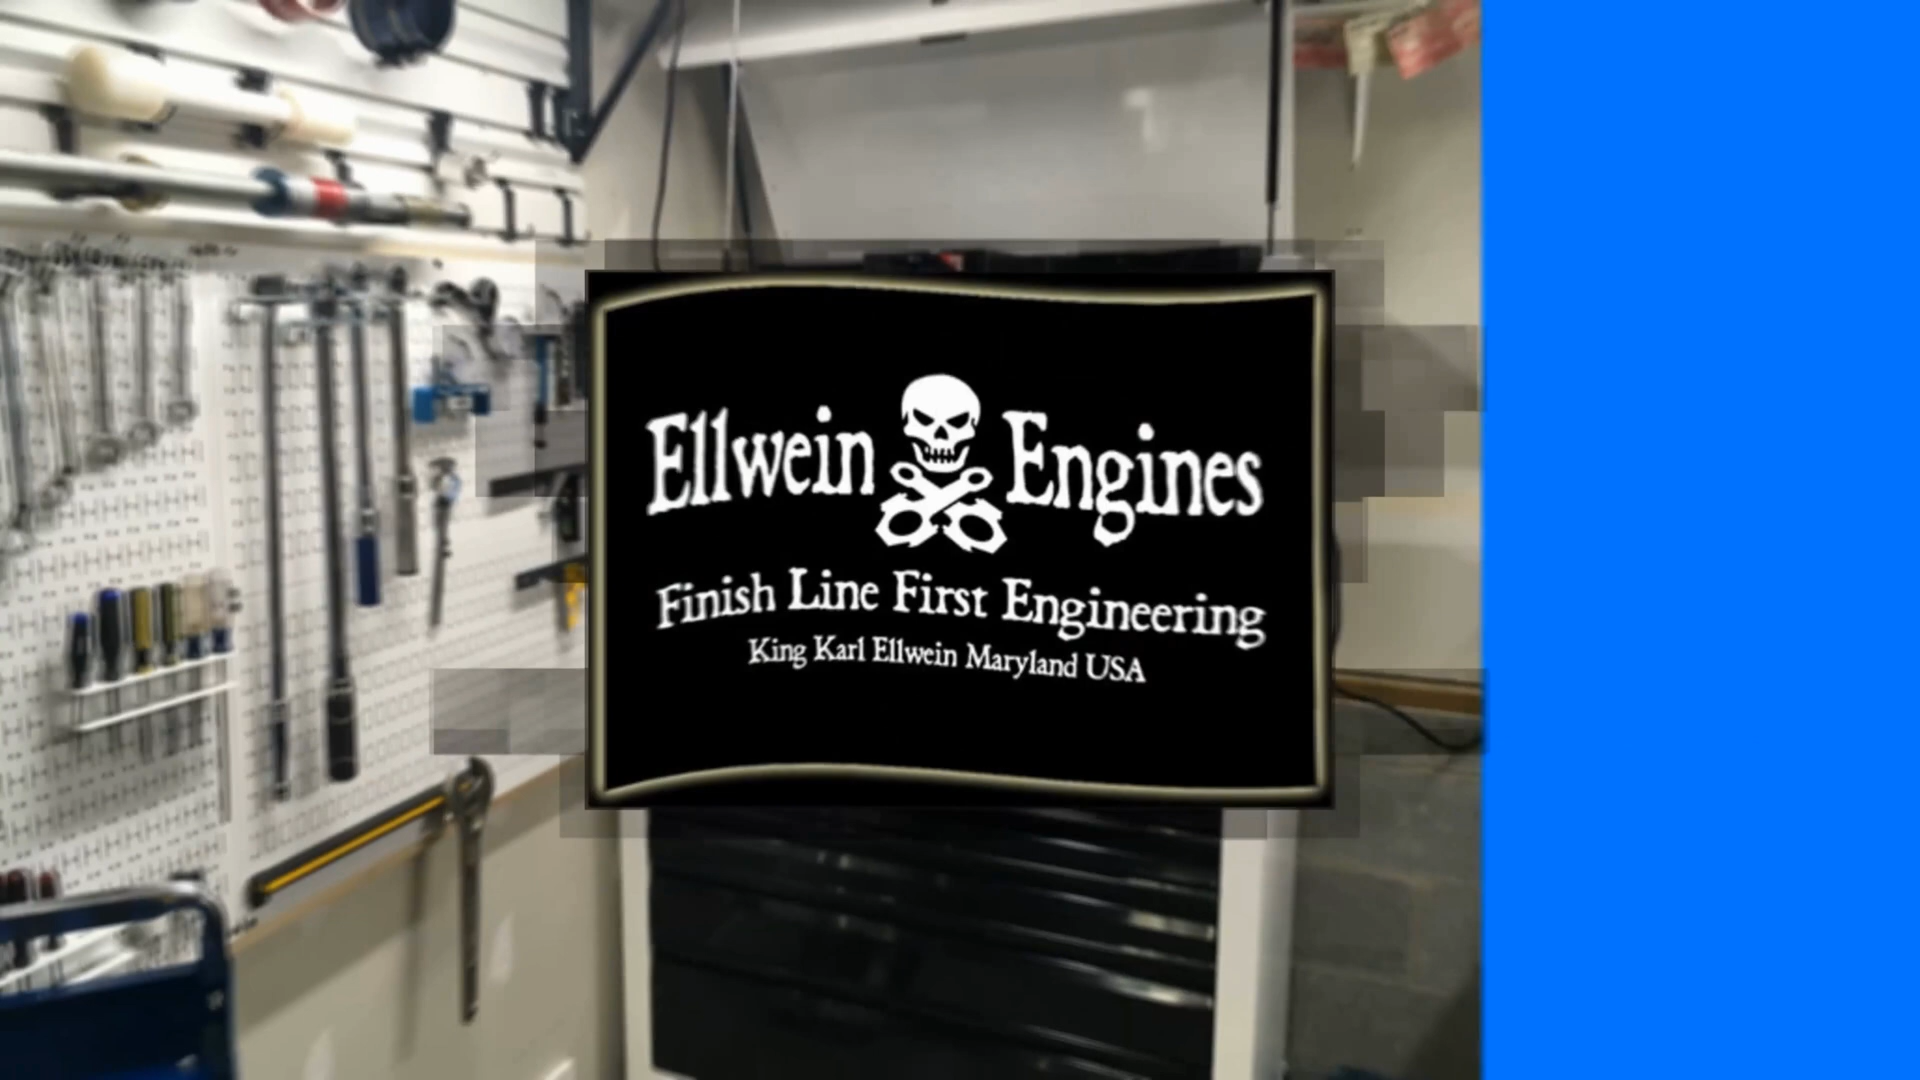 Ellwein Engines
Finish Line First Engineering
King Karl Ellwein Maryland USA